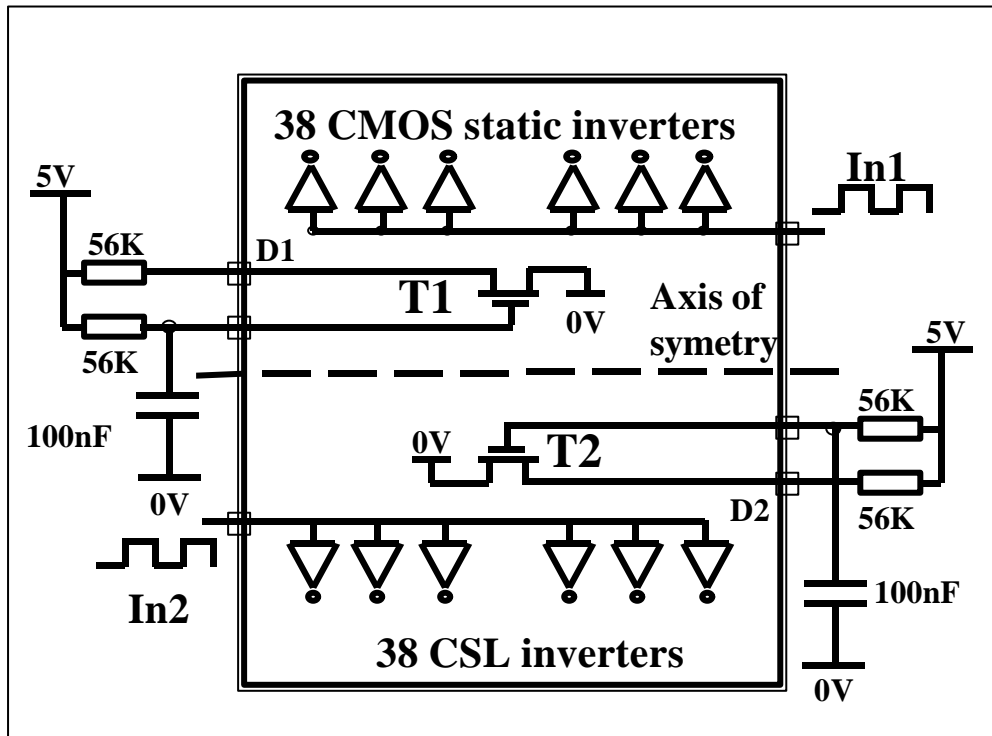 38 CMOS static inverters
In1
5V
56K
D1
T1
0V
Axis of
symetry
56K
5V
100nF
0V
56K
0V
T2
D2
56K
In2
100nF
38 CSL inverters
0V